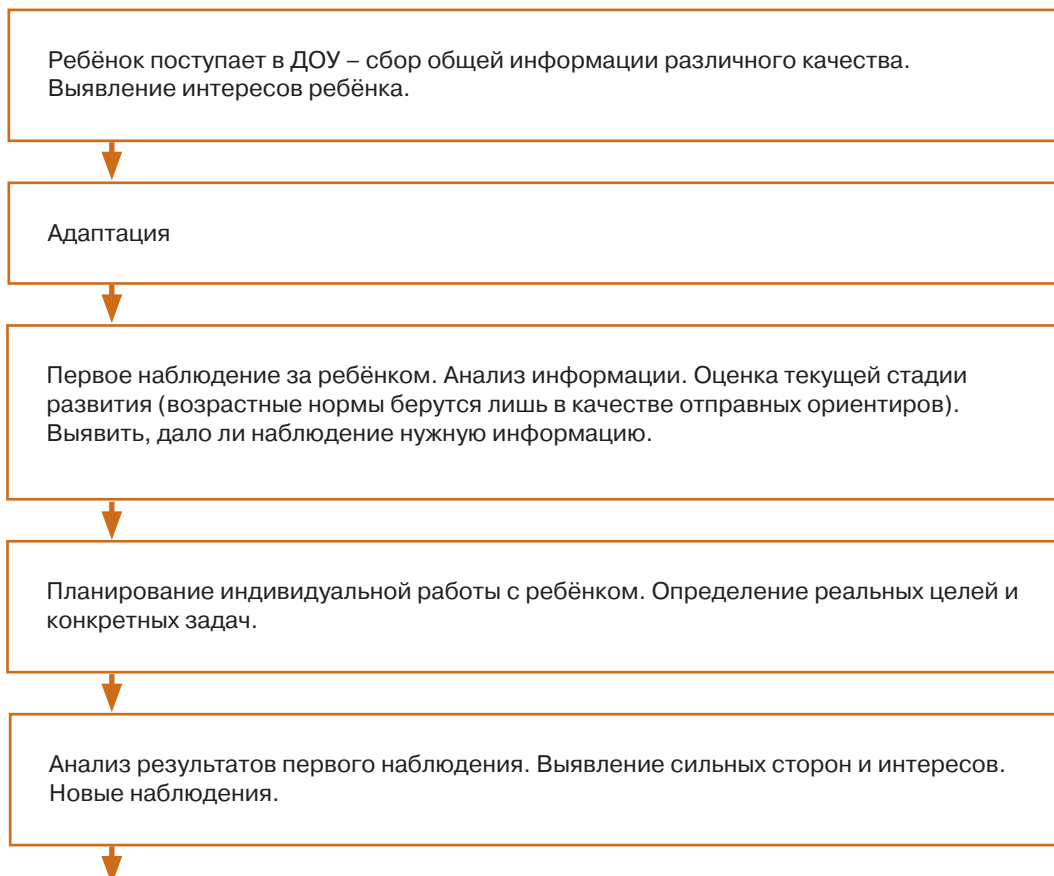 Ребёнок поступает в ДОУ – сбор общей информации различного качества.
Выявление интересов ребёнка.
Адаптация
Первое наблюдение за ребёнком. Анализ информации. Оценка текущей стадии
развития (возрастные нормы берутся лишь в качестве отправных ориентиров).
Выявить, дало ли наблюдение нужную информацию.
Планирование индивидуальной работы с ребёнком. Определение реальных целей и
конкретных задач.
Анализ результатов первого наблюдения. Выявление сильных сторон и интересов.
Новые наблюдения.